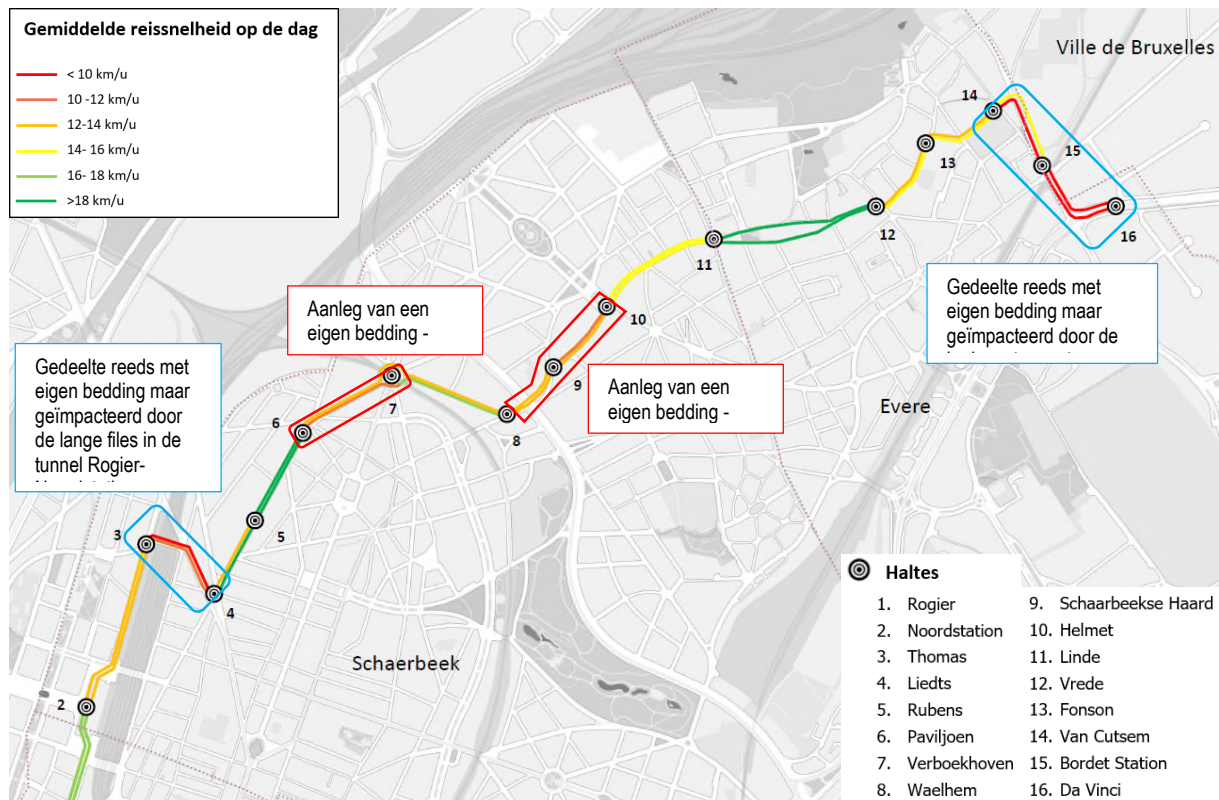 Gemiddelde reissnelheid op de dag
< 10 km/u
10 -12 km/u
12-14 km/u
14- 16 km/u
16- 18 km/u
>18 km/u
Ville de Bruxelles
14
15
13
16
12
11
Gedeelte reeds met
eigen bedding maar
geïmpacteerd door de
Aanleg van een
eigen bedding -
10
Gedeelte reeds met
eigen bedding maar
geïmpacteerd door
de lange files in de
tunnel Rogier-
Aanleg van een
eigen bedding -
9
7
6
8
Evere
5
3
4
Schaerbeek
2
Haltes
1. Rogier
2. Noordstation
3. Thomas
4. Liedts
5. Rubens
6. Paviljoen
7. Verboekhoven
8. Waelhem
9. Schaarbeekse Haard
10. Helmet
11. Linde
12. Vrede
13. Fonson
14. Van Cutsem
15. Bordet Station
16. Da Vinci